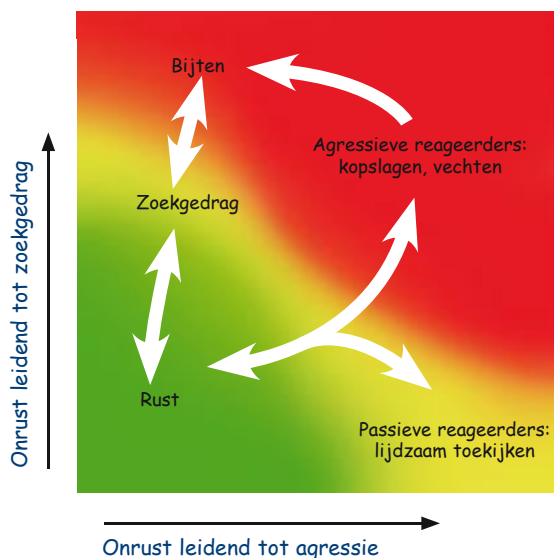 Bijten
Agressieve reageerders:
kopslagen, vechten
Zoekgedrag
Onrust leidend tot zoekgedrag
Rust
Passieve reageerders:
lijdzaam toekijken
Onrust leidend tot agressie